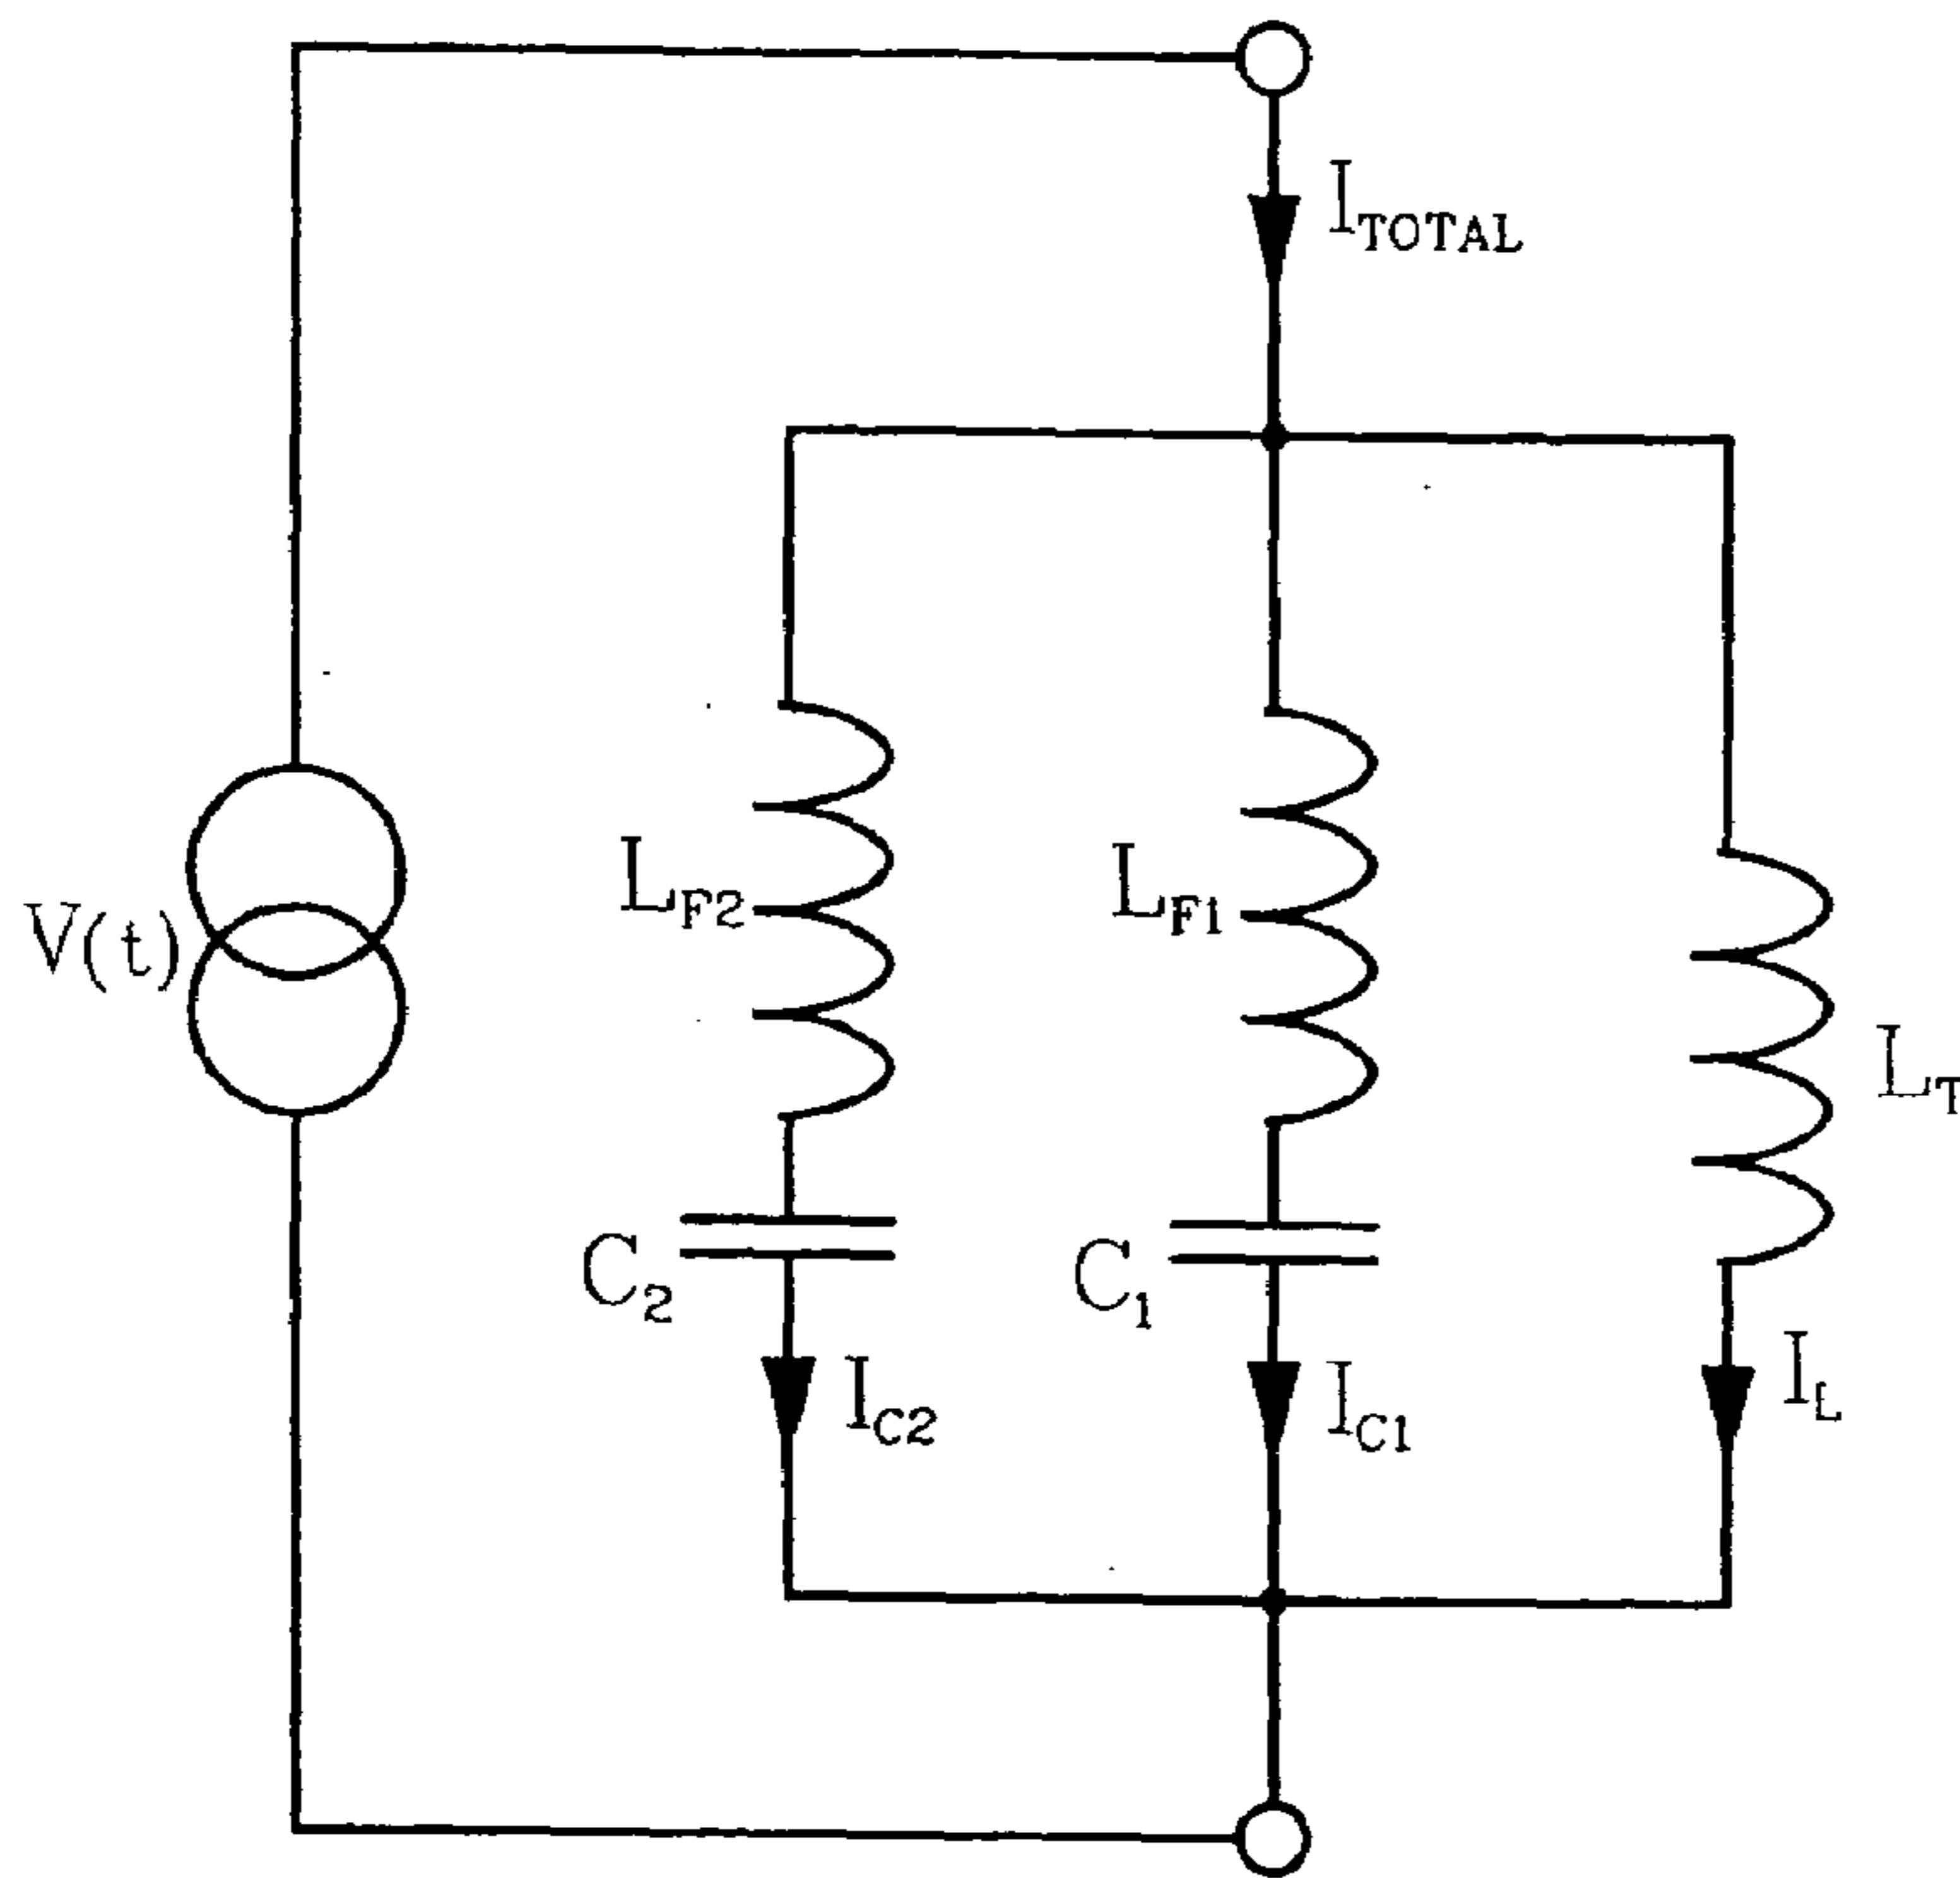 I_TOTAL
L_F2
L_F1
V(t)
L_T
C_2
C_1
I_C2
I_C1
I_L